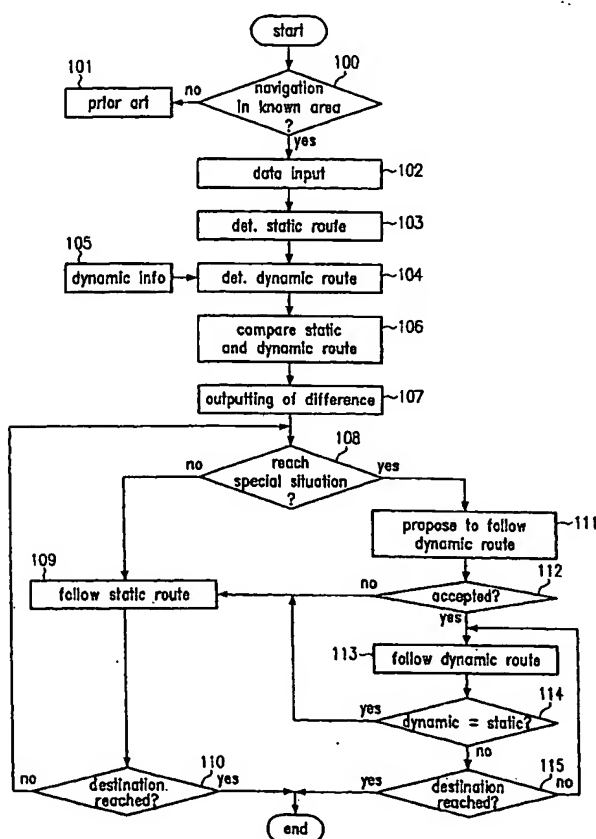 start
101
100
prior art
no
navigation
in known area
?
yes
data input
102
det. static route
103
105
dynamic info
det. dynamic route
104
compare static
and dynamic route
106
outputting of difference
107
108
no
reach
special situation
?
yes
propose to follow
dynamic route
111
109
follow static route
no
accepted?
112
yes
113
follow dynamic route
114
yes
dynamic = static?
no
no
destination
reached?
110
yes
yes
destination
reached?
115
no
end